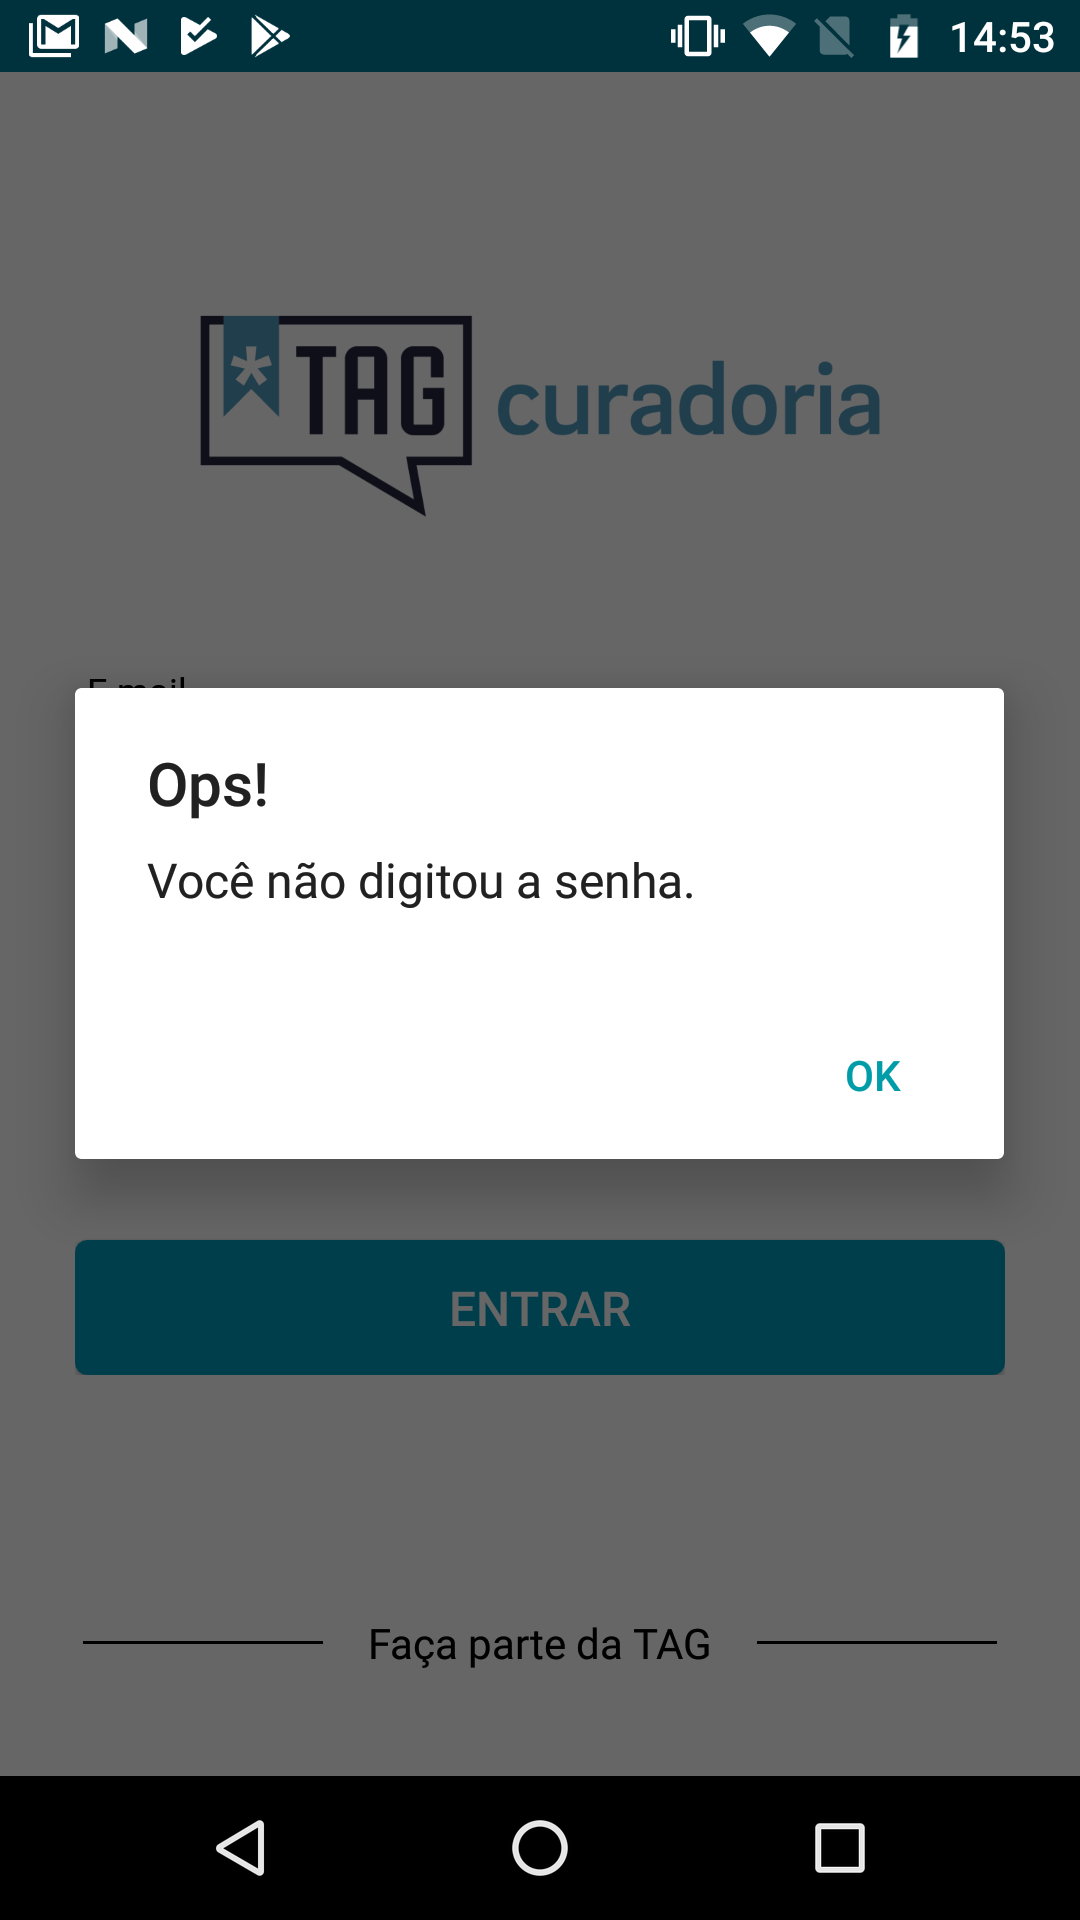 14:53
* TAG curadoria
E-mail
Ops!
Você não digitou a senha.
OK
ENTRAR
Faça parte da TAG